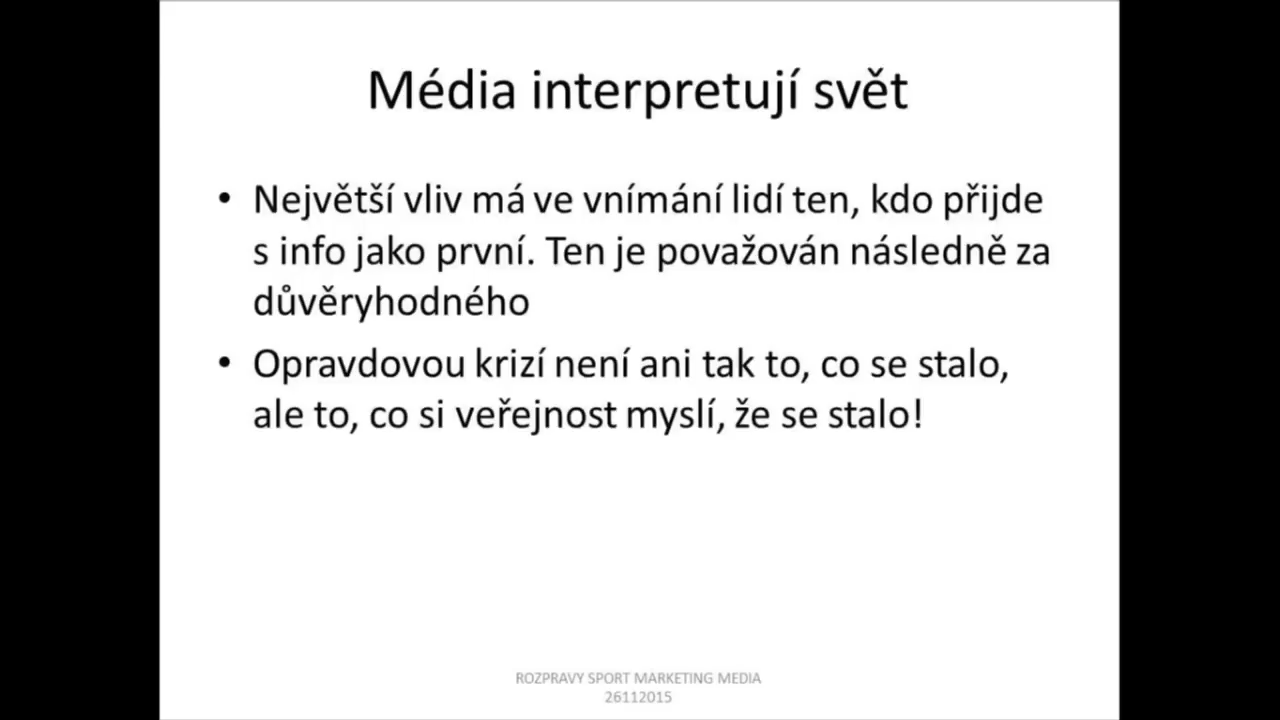 Média interpretují svět
• Největší vliv má ve vnímání lidí ten, kdo přijde
s info jako první. Ten je považován následně za
důvěryhodného
• Opravdovou krizí není ani tak to, co se stalo,
ale to, co si veřejnost myslí, že se stalo!
ROZPRAVY SPORT MARKETING MEDIA
26112015